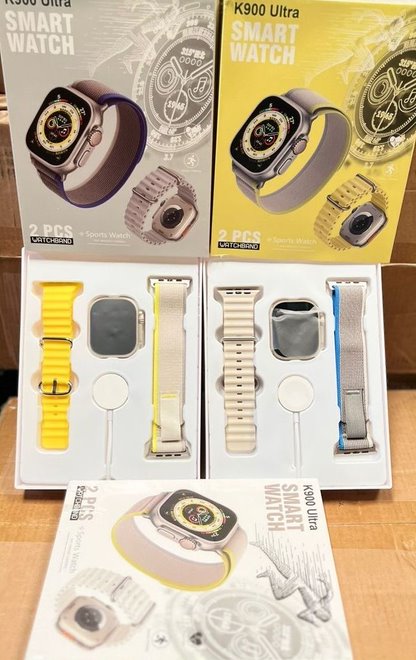 K900 Ultra
SMART
WATCH
2 PCS
WATCHBAND
+ Sports Watch
K900 Ultra
SMART
WATCH
2 PCS
WATCHBAND
+ Sports Watch
K900 Ultra
SMART
WATCH
2 PCS
WATCHBAND
+ Sports Watch